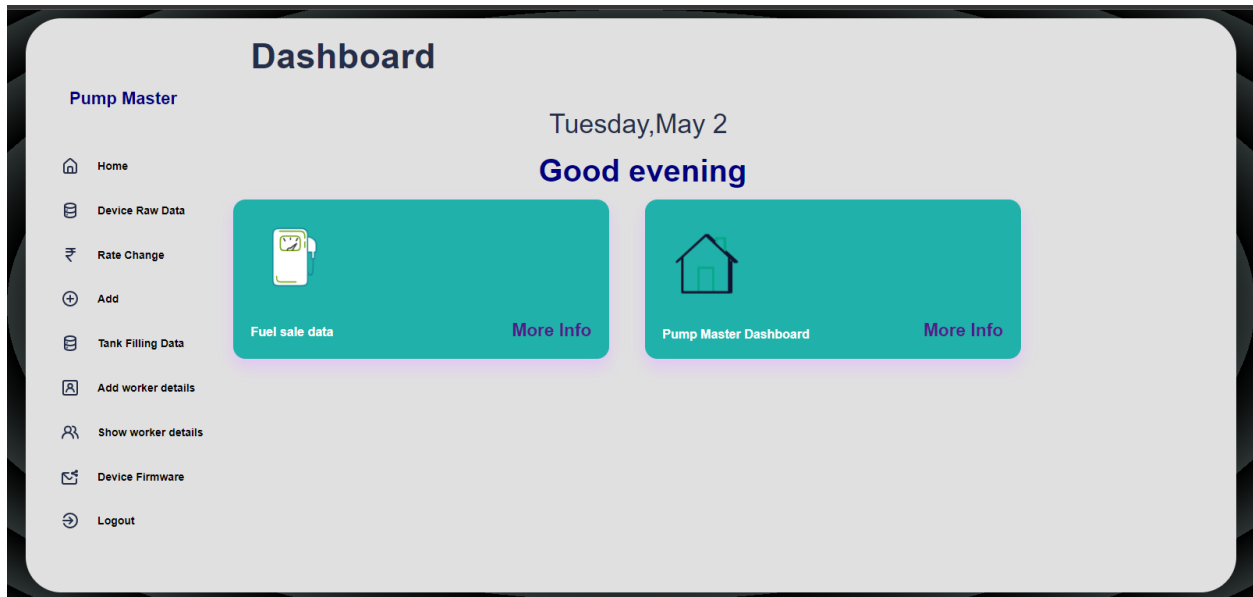 Dashboard
Pump Master
Tuesday,May 2
Good evening
Home
Device Raw Data
₹ Rate Change
Add
Tank Filling Data
Add worker details
Show worker details
Device Firmware
Logout
Fuel sale data
More Info
Pump Master Dashboard
More Info